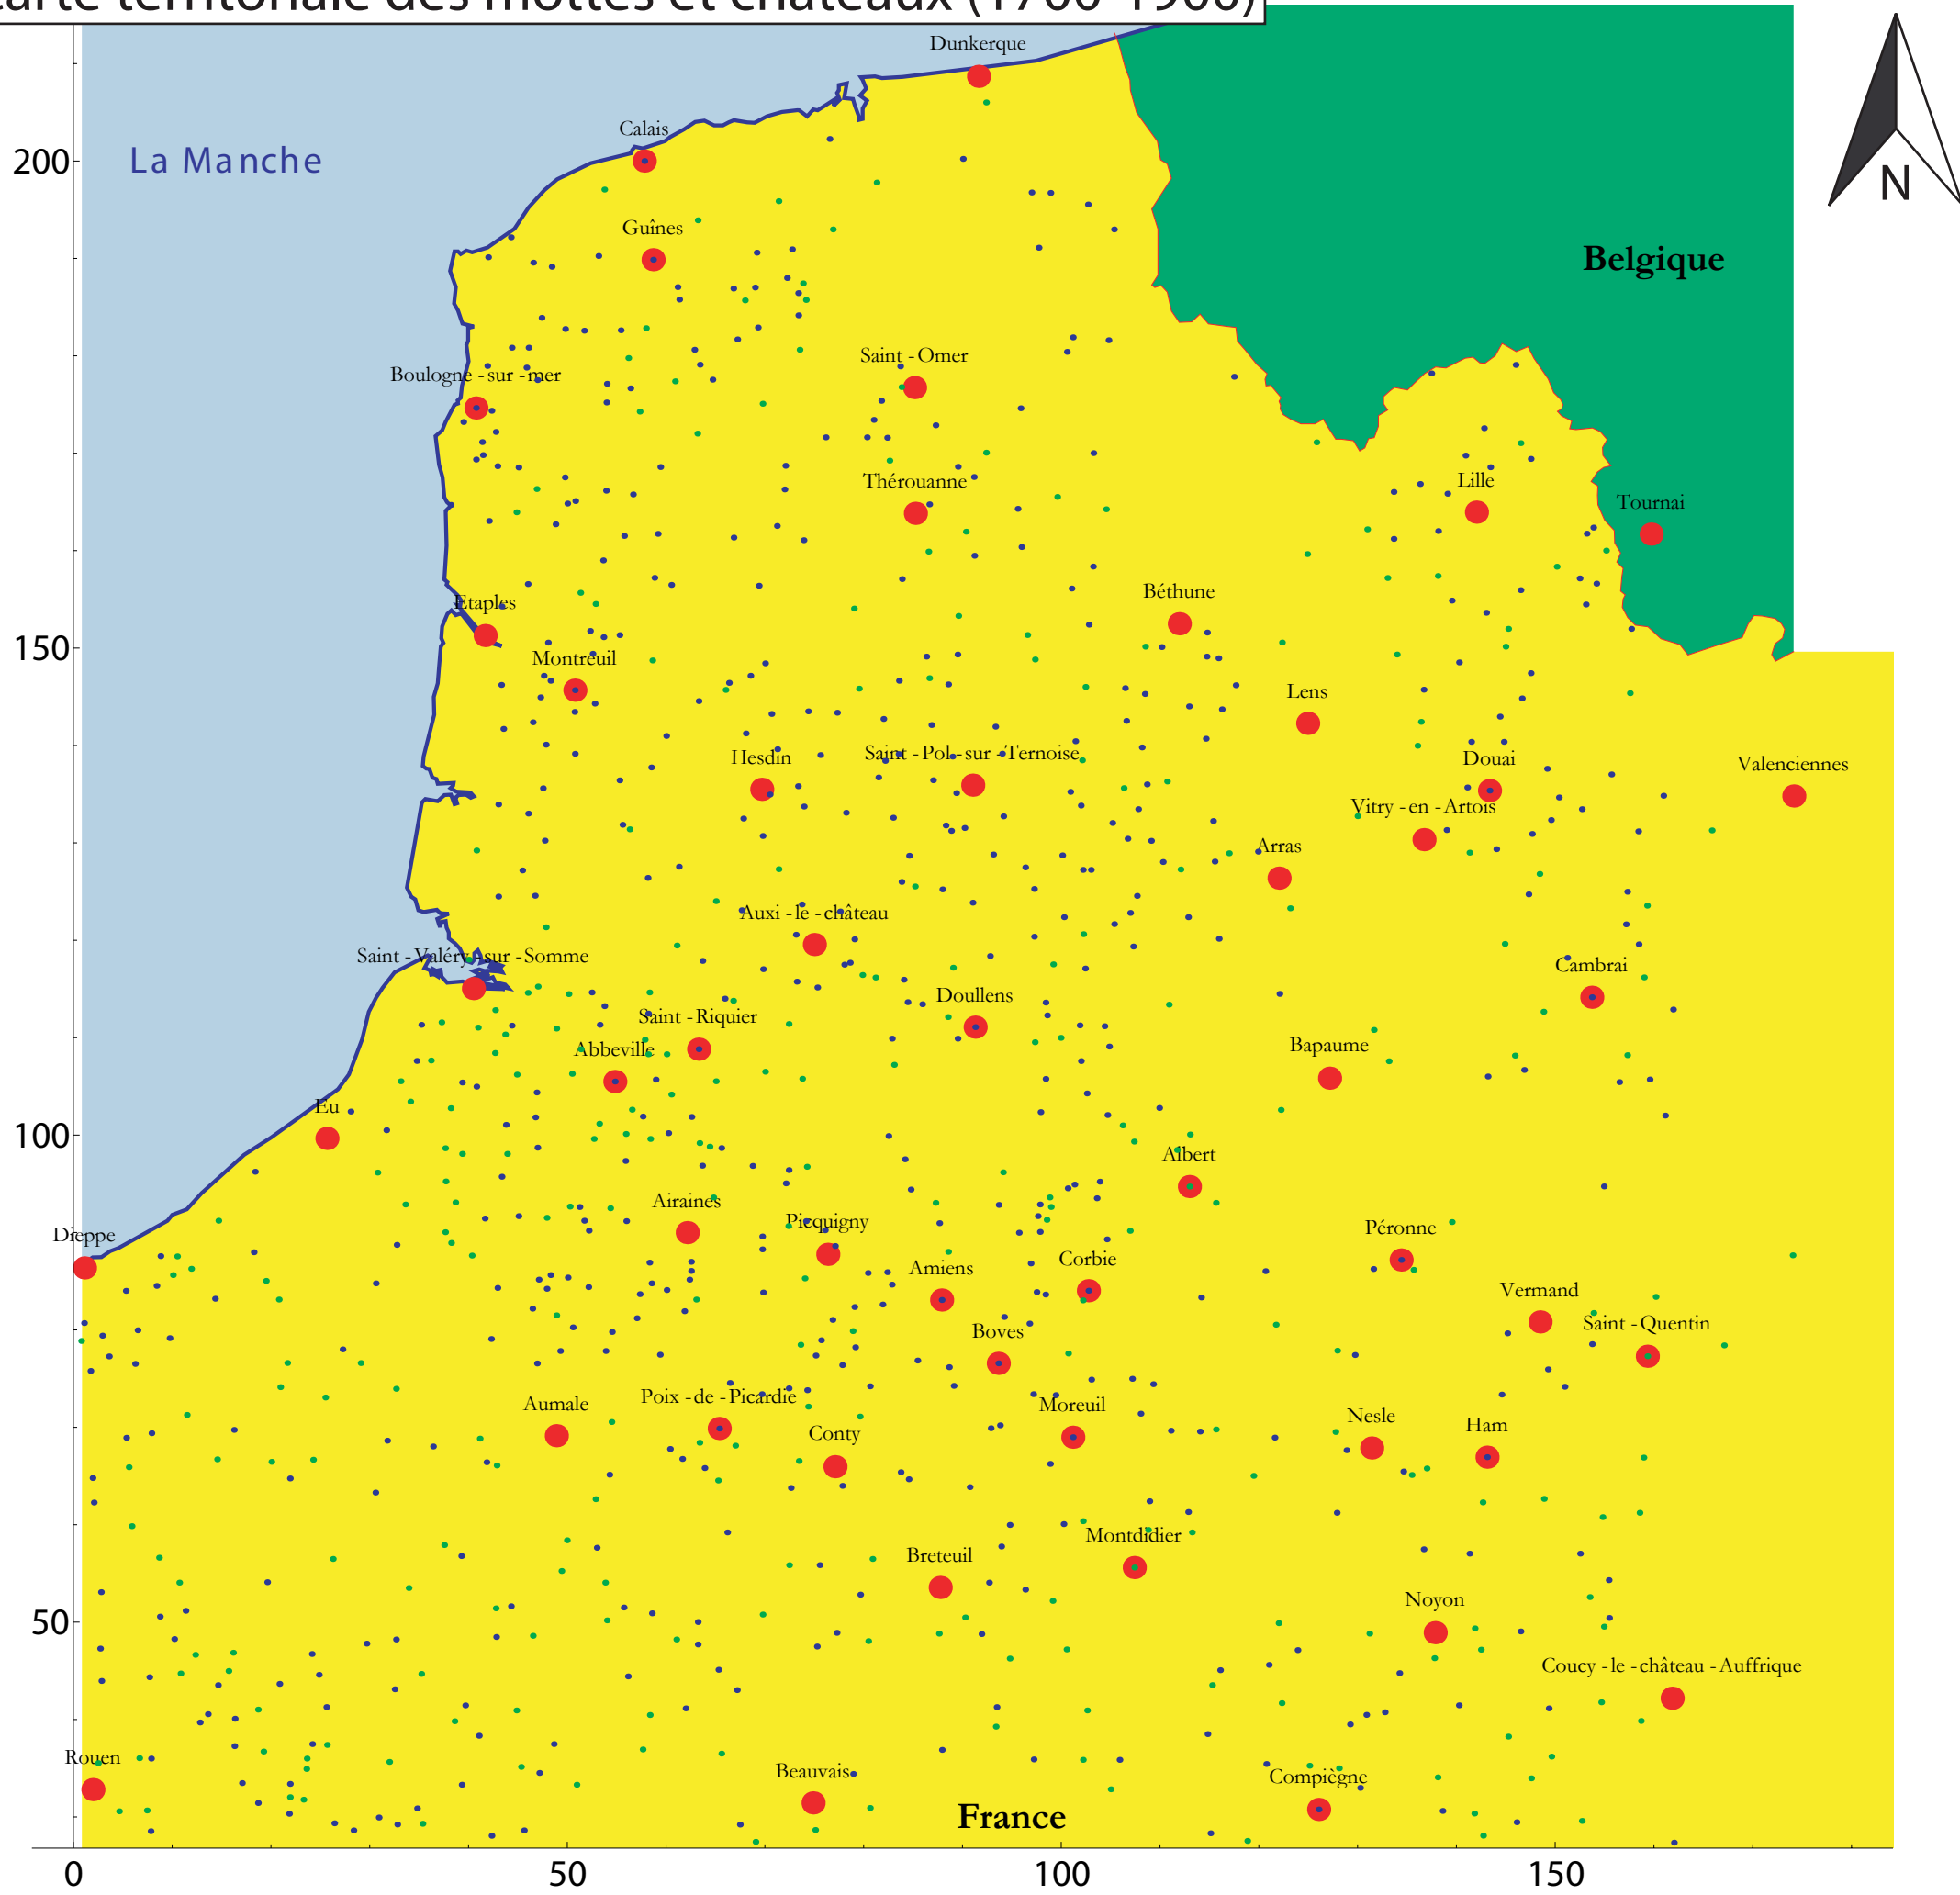 carte territoriale des mottes et châteaux (1700-1900)
Dunkerque
Calais
La Manche
200
N
Guînes
Belgique
Saint -Omer
Boulogne -sur -mer
Thérouanne
Lille
Tournai
Béthune
Etaples
150
Montreuil
Lens
Hesdin
Saint -Pol -sur -Ternoise
Douai
Valenciennes
Vitry -en -Artois
Arras
Auxi -le -château
Saint -Valéry -sur -Somme
Cambrai
Doullens
Saint -Riquier
Abbeville
Bapaume
Eu
100
Albert
Airaines
Picquigny
Péronne
Dieppe
Corbie
Amiens
Vermand
Saint -Quentin
Boves
Poix -de -Picardie
Aumale
Moreuil
Nesle
Ham
Conty
Montdidier
Breteuil
50
Noyon
Coucy -le -château -Auffrique
Rouen
Beauvais
Compiègne
France
0 50 100 150